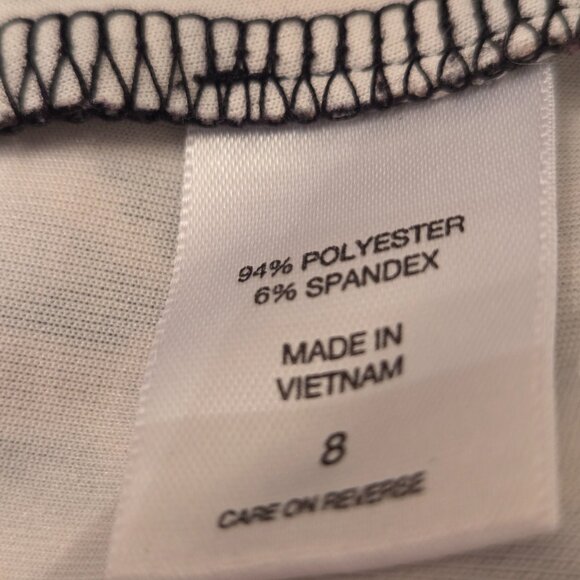 94% POLYESTER
6% SPANDEX
MADE IN
VIETNAM
8
CARE ON REVERSE